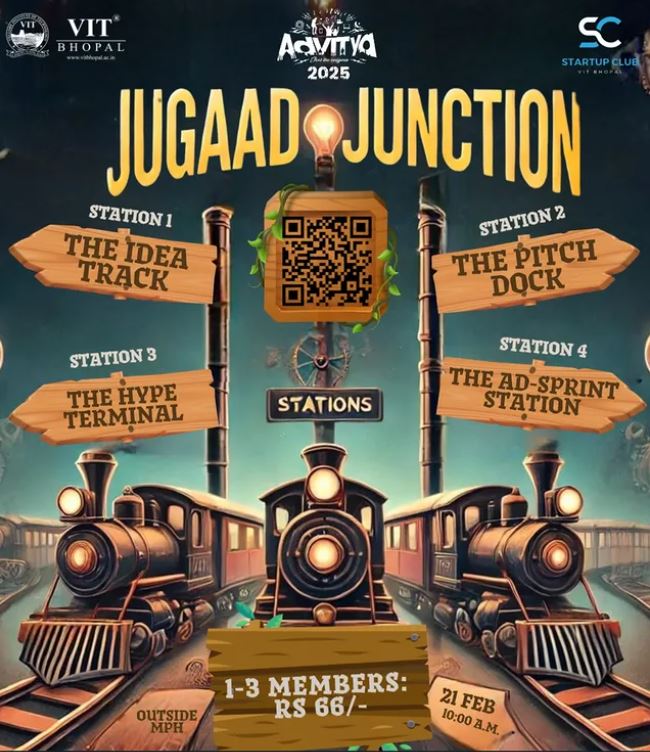 VIT
VIT®
BHOPAL
www.vitbhopal.ac.in
ADVITYA
2025
SC
STARTUP CLUB
VIT BHOPAL
JUGAAD JUNCTION
STATION 1
THE IDEA
TRACK
STATION 2
THE PITCH
DOCK
STATION 3
THE HYPE
TERMINAL
STATION 4
THE AD-SPRINT
STATION
STATIONS
1-3 MEMBERS:
RS 66/-
OUTSIDE
MPH
21 FEB
10:00 A.M.